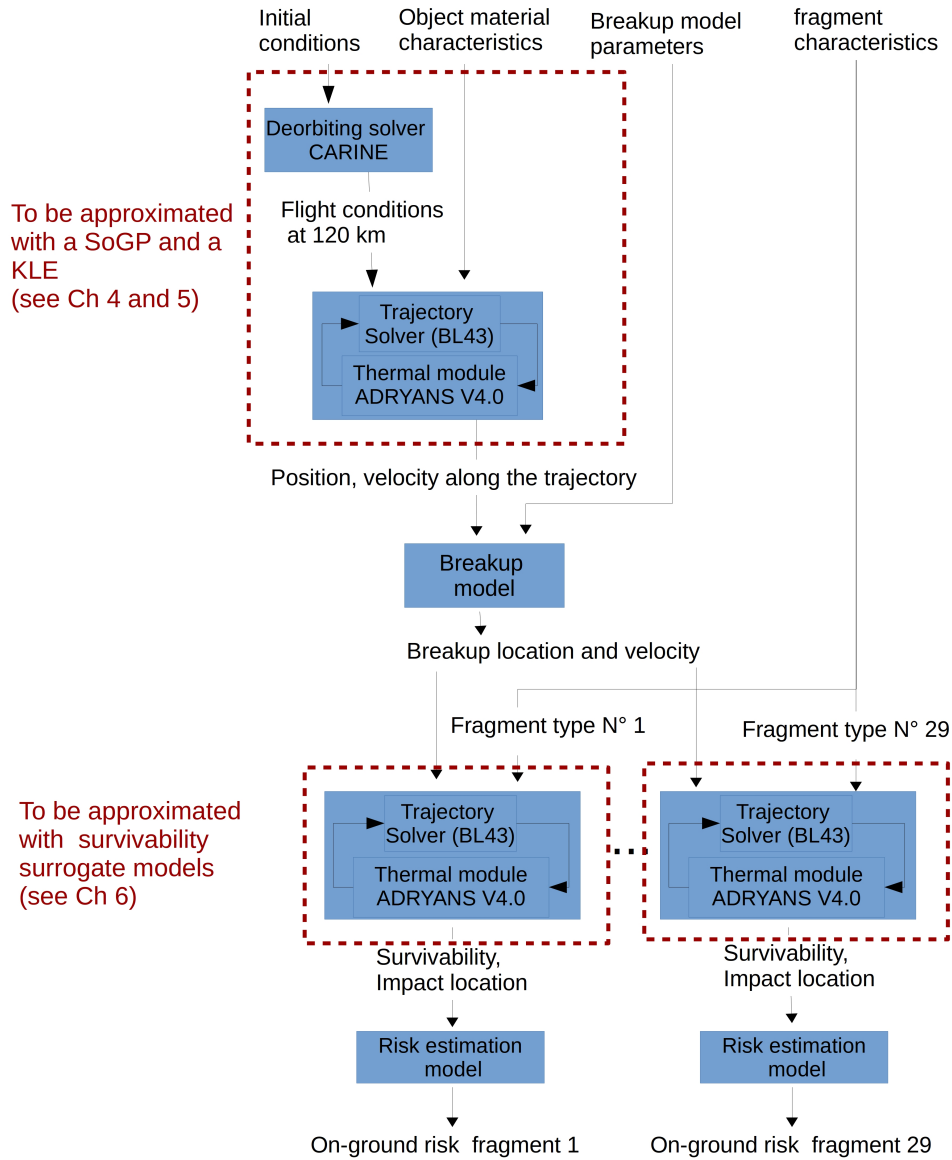 Initial
conditions
Object material
characteristics
Breakup model
parameters
fragment
characteristics
Deorbiting solver
CARINE
To be approximated
with a SoGP and a
KLE
(see Ch 4 and 5)
Flight conditions
at 120 km
Trajectory
Solver (BL43)
Thermal module
ADRYANS V4.0
Position, velocity along the trajectory
Breakup
model
Breakup location and velocity
Fragment type N° 1
Fragment type N° 29
To be approximated
with survivability
surrogate models
(see Ch 6)
Trajectory
Solver (BL43)
Thermal module
ADRYANS V4.0
...
Trajectory
Solver (BL43)
Thermal module
ADRYANS V4.0
Survivability,
Impact location
Survivability,
Impact location
Risk estimation
model
Risk estimation
model
On-ground risk fragment 1
On-ground risk fragment 29